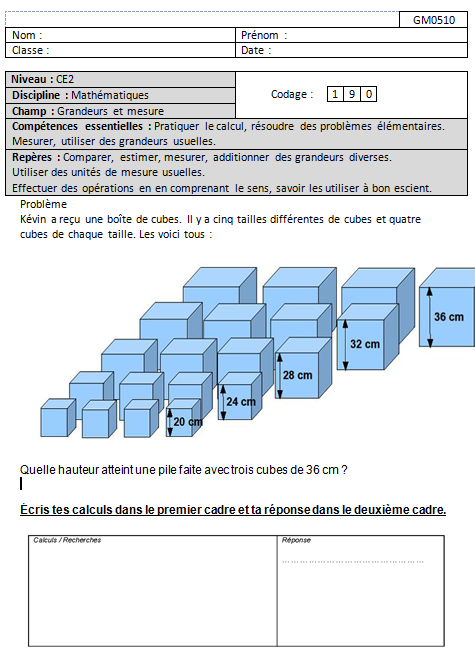 GM0510
Nom :
Prénom :
Classe :
Date :
Niveau : CE2
Discipline : Mathématiques
Champ : Grandeurs et mesure
Codage : 1 9 0
Compétences essentielles : Pratiquer le calcul, résoudre des problèmes élémentaires.
Mesurer, utiliser des grandeurs usuelles.
Repères : Comparer, estimer, mesurer, additionner des grandeurs diverses.
Utiliser des unités de mesure usuelles.
Effectuer des opérations en en comprenant le sens, savoir les utiliser à bon escient.
Problème
Kévin a reçu une boîte de cubes. Il y a cinq tailles différentes de cubes et quatre
cubes de chaque taille. Les voici tous :
36 cm
32 cm
28 cm
24 cm
20 cm
Quelle hauteur atteint une pile faite avec trois cubes de 36 cm ?
Écris tes calculs dans le premier cadre et ta réponse dans le deuxième cadre.
Calculs / Recherches
Réponse